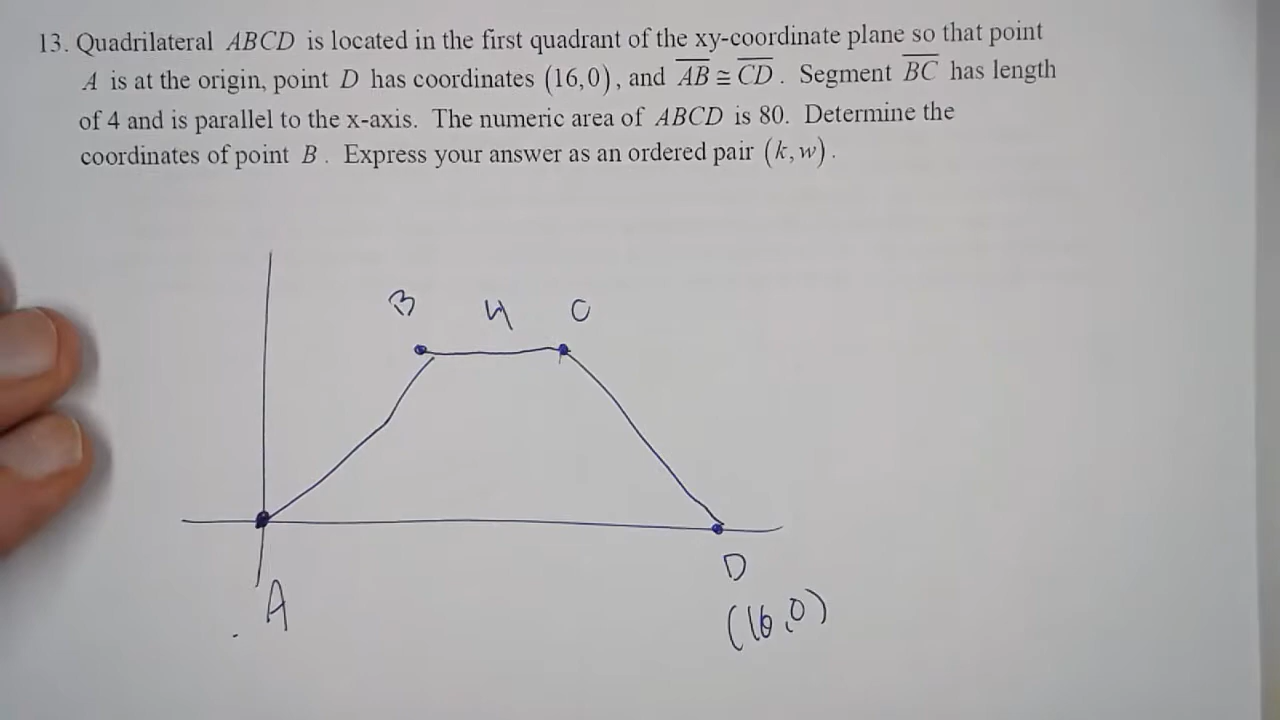 13. Quadrilateral ABCD is located in the first quadrant of the xy-coordinate plane so that point
A is at the origin, point D has coordinates (16,0), and A̅B̅ ≅ C̅D̅. Segment B̅C̅ has length
of 4 and is parallel to the x-axis. The numeric area of ABCD is 80. Determine the
coordinates of point B. Express your answer as an ordered pair (k,w).
B 4 C
D
A
(16,0)